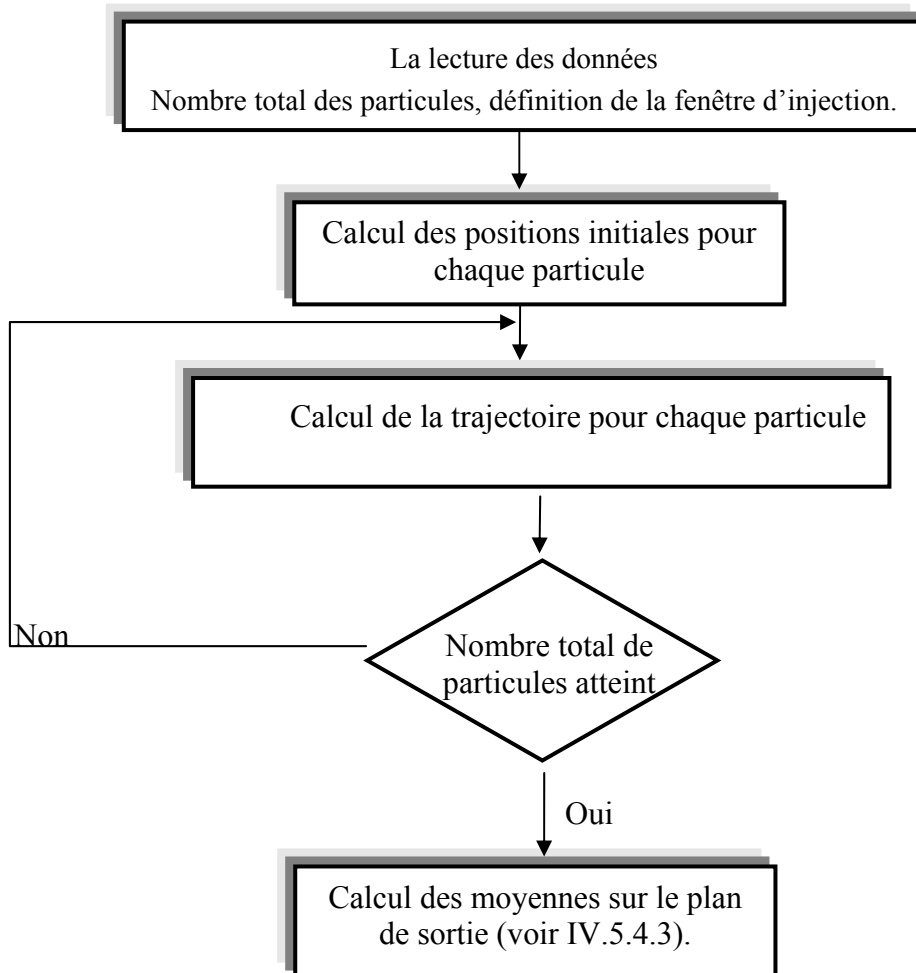 La lecture des données
Nombre total des particules, définition de la fenêtre d’injection.
Calcul des positions initiales pour
chaque particule
Calcul de la trajectoire pour chaque particule
Non
Nombre total de
particules atteint
Oui
Calcul des moyennes sur le plan
de sortie (voir IV.5.4.3).